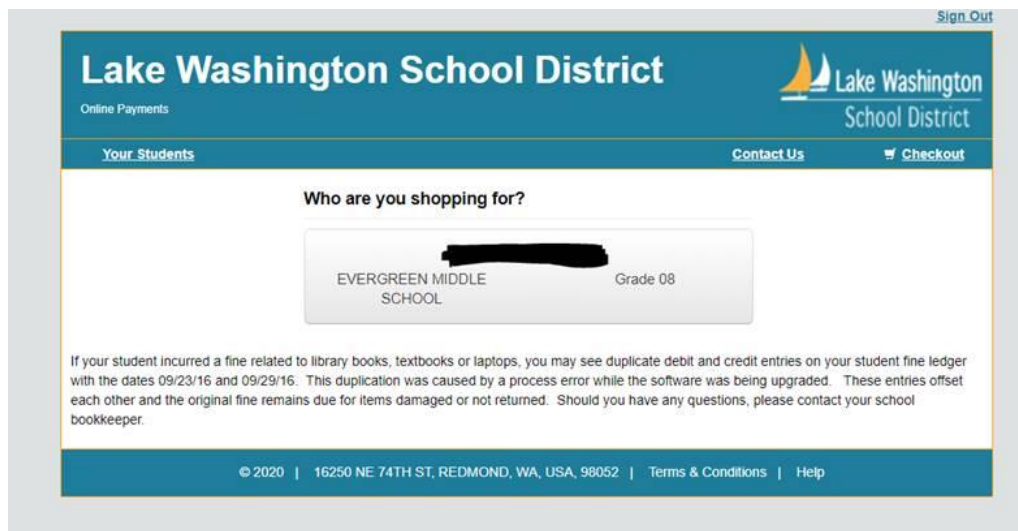 Sign Out
Lake Washington School District
Online Payments
Lake Washington
School District
Your Students
Contact Us
Checkout
Who are you shopping for?
EVERGREEN MIDDLE
SCHOOL
Grade 08
If your student incurred a fine related to library books, textbooks or laptops, you may see duplicate debit and credit entries on your student fine ledger
with the dates 09/23/16 and 09/29/16. This duplication was caused by a process error while the software was being upgraded. These entries offset
each other and the original fine remains due for items damaged or not returned. Should you have any questions, please contact your school
bookkeeper.
© 2020 | 16250 NE 74TH ST, REDMOND, WA, USA, 98052 | Terms & Conditions | Help